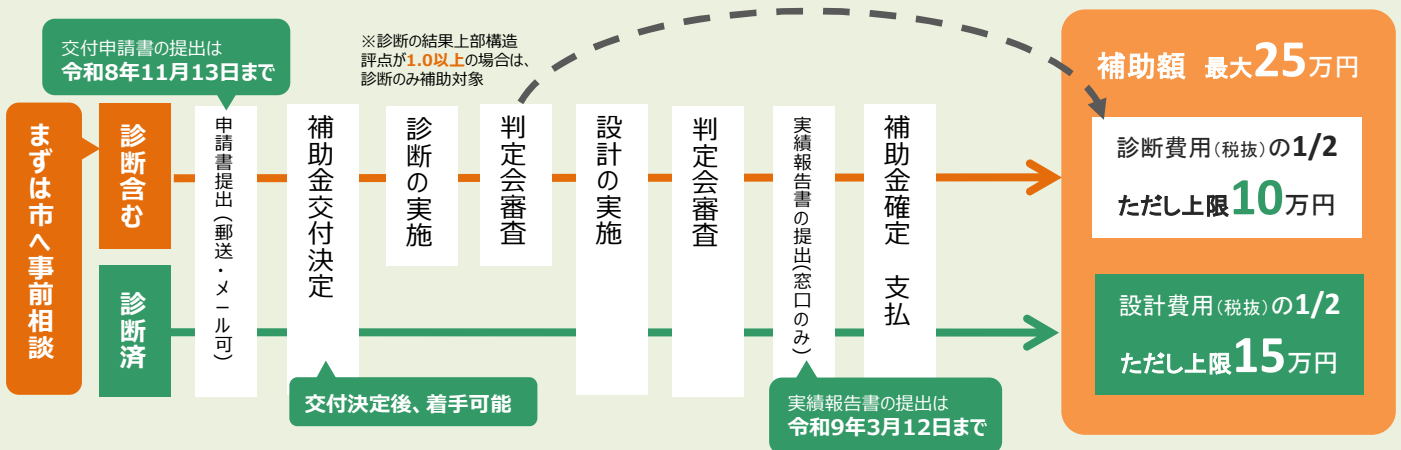 交付申請書の提出は
令和8年11月13日まで
※診断の結果上部構造
評点が1.0以上の場合は、
診断のみ補助対象
まずは市へ事前相談
診断含む
診断済
申請書提出（郵送・メール可）
補助金交付決定
診断の実施
判定会審査
設計の実施
判定会審査
実績報告書の提出（窓口のみ）
補助金確定　支払
交付決定後、着手可能
実績報告書の提出は
令和9年3月12日まで
補助額 最大25万円
診断費用(税抜)の1/2
ただし上限10万円
設計費用(税抜)の1/2
ただし上限15万円